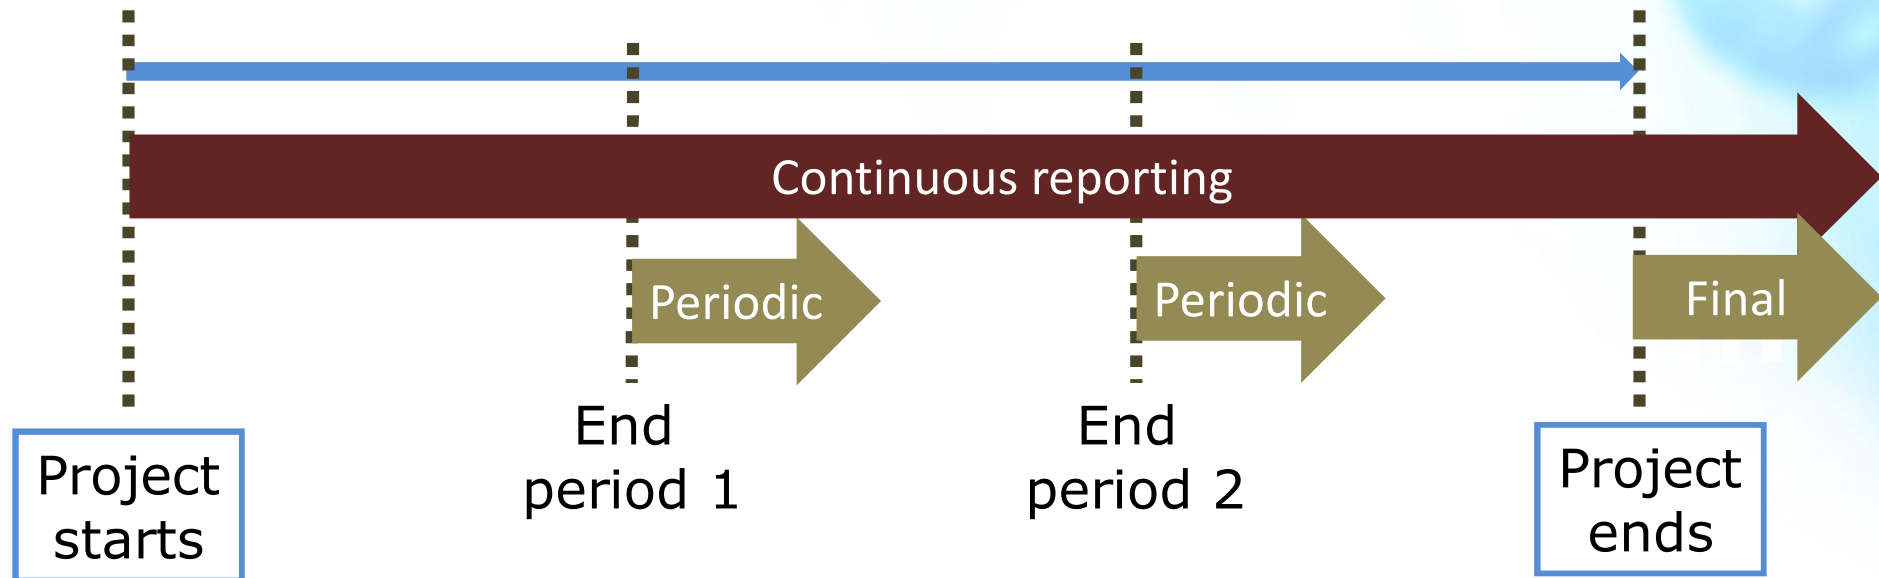 Continuous reporting
Periodic
Periodic
Final
End
period 1
End
period 2
Project
starts
Project
ends